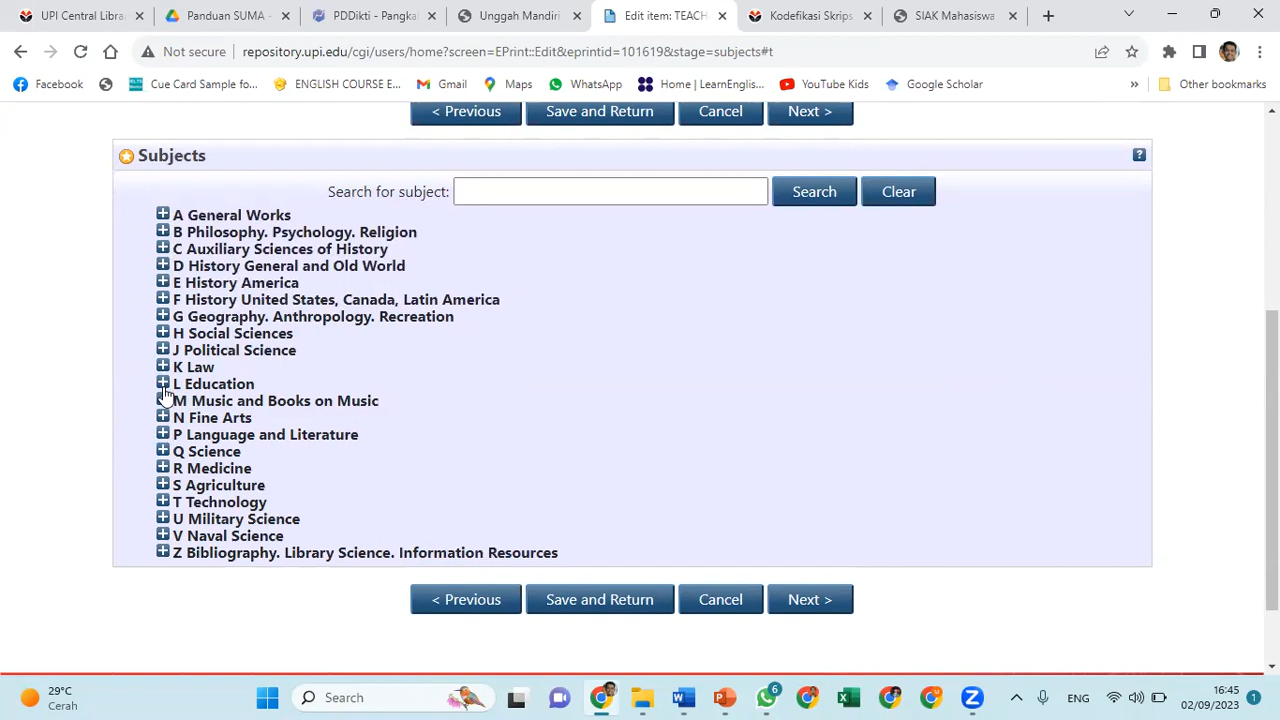 UPI Central Libra
Panduan SUMA -
PDDikti - Pangkal
Unggah Mandiri
Edit item: TEACH
Kodefikasi Skrips
SIAK Mahasiswa
Not secure
repository.upi.edu/cgi/users/home?screen=EPrint::Edit&eprintid=101619&stage=subjects#t
Facebook
Cue Card Sample fo...
ENGLISH COURSE E...
Gmail
Maps
WhatsApp
Home | LearnEnglis...
YouTube Kids
Google Scholar
»
Other bookmarks
< Previous
Save and Return
Cancel
Next >
Subjects
?
Search for subject:
Search
Clear
A General Works
B Philosophy. Psychology. Religion
C Auxiliary Sciences of History
D History General and Old World
E History America
F History United States, Canada, Latin America
G Geography. Anthropology. Recreation
H Social Sciences
J Political Science
K Law
L Education
M Music and Books on Music
N Fine Arts
P Language and Literature
Q Science
R Medicine
S Agriculture
T Technology
U Military Science
V Naval Science
Z Bibliography. Library Science. Information Resources
< Previous
Save and Return
Cancel
Next >
29°C
Cerah
Search
6
ENG
16:45
02/09/2023
1